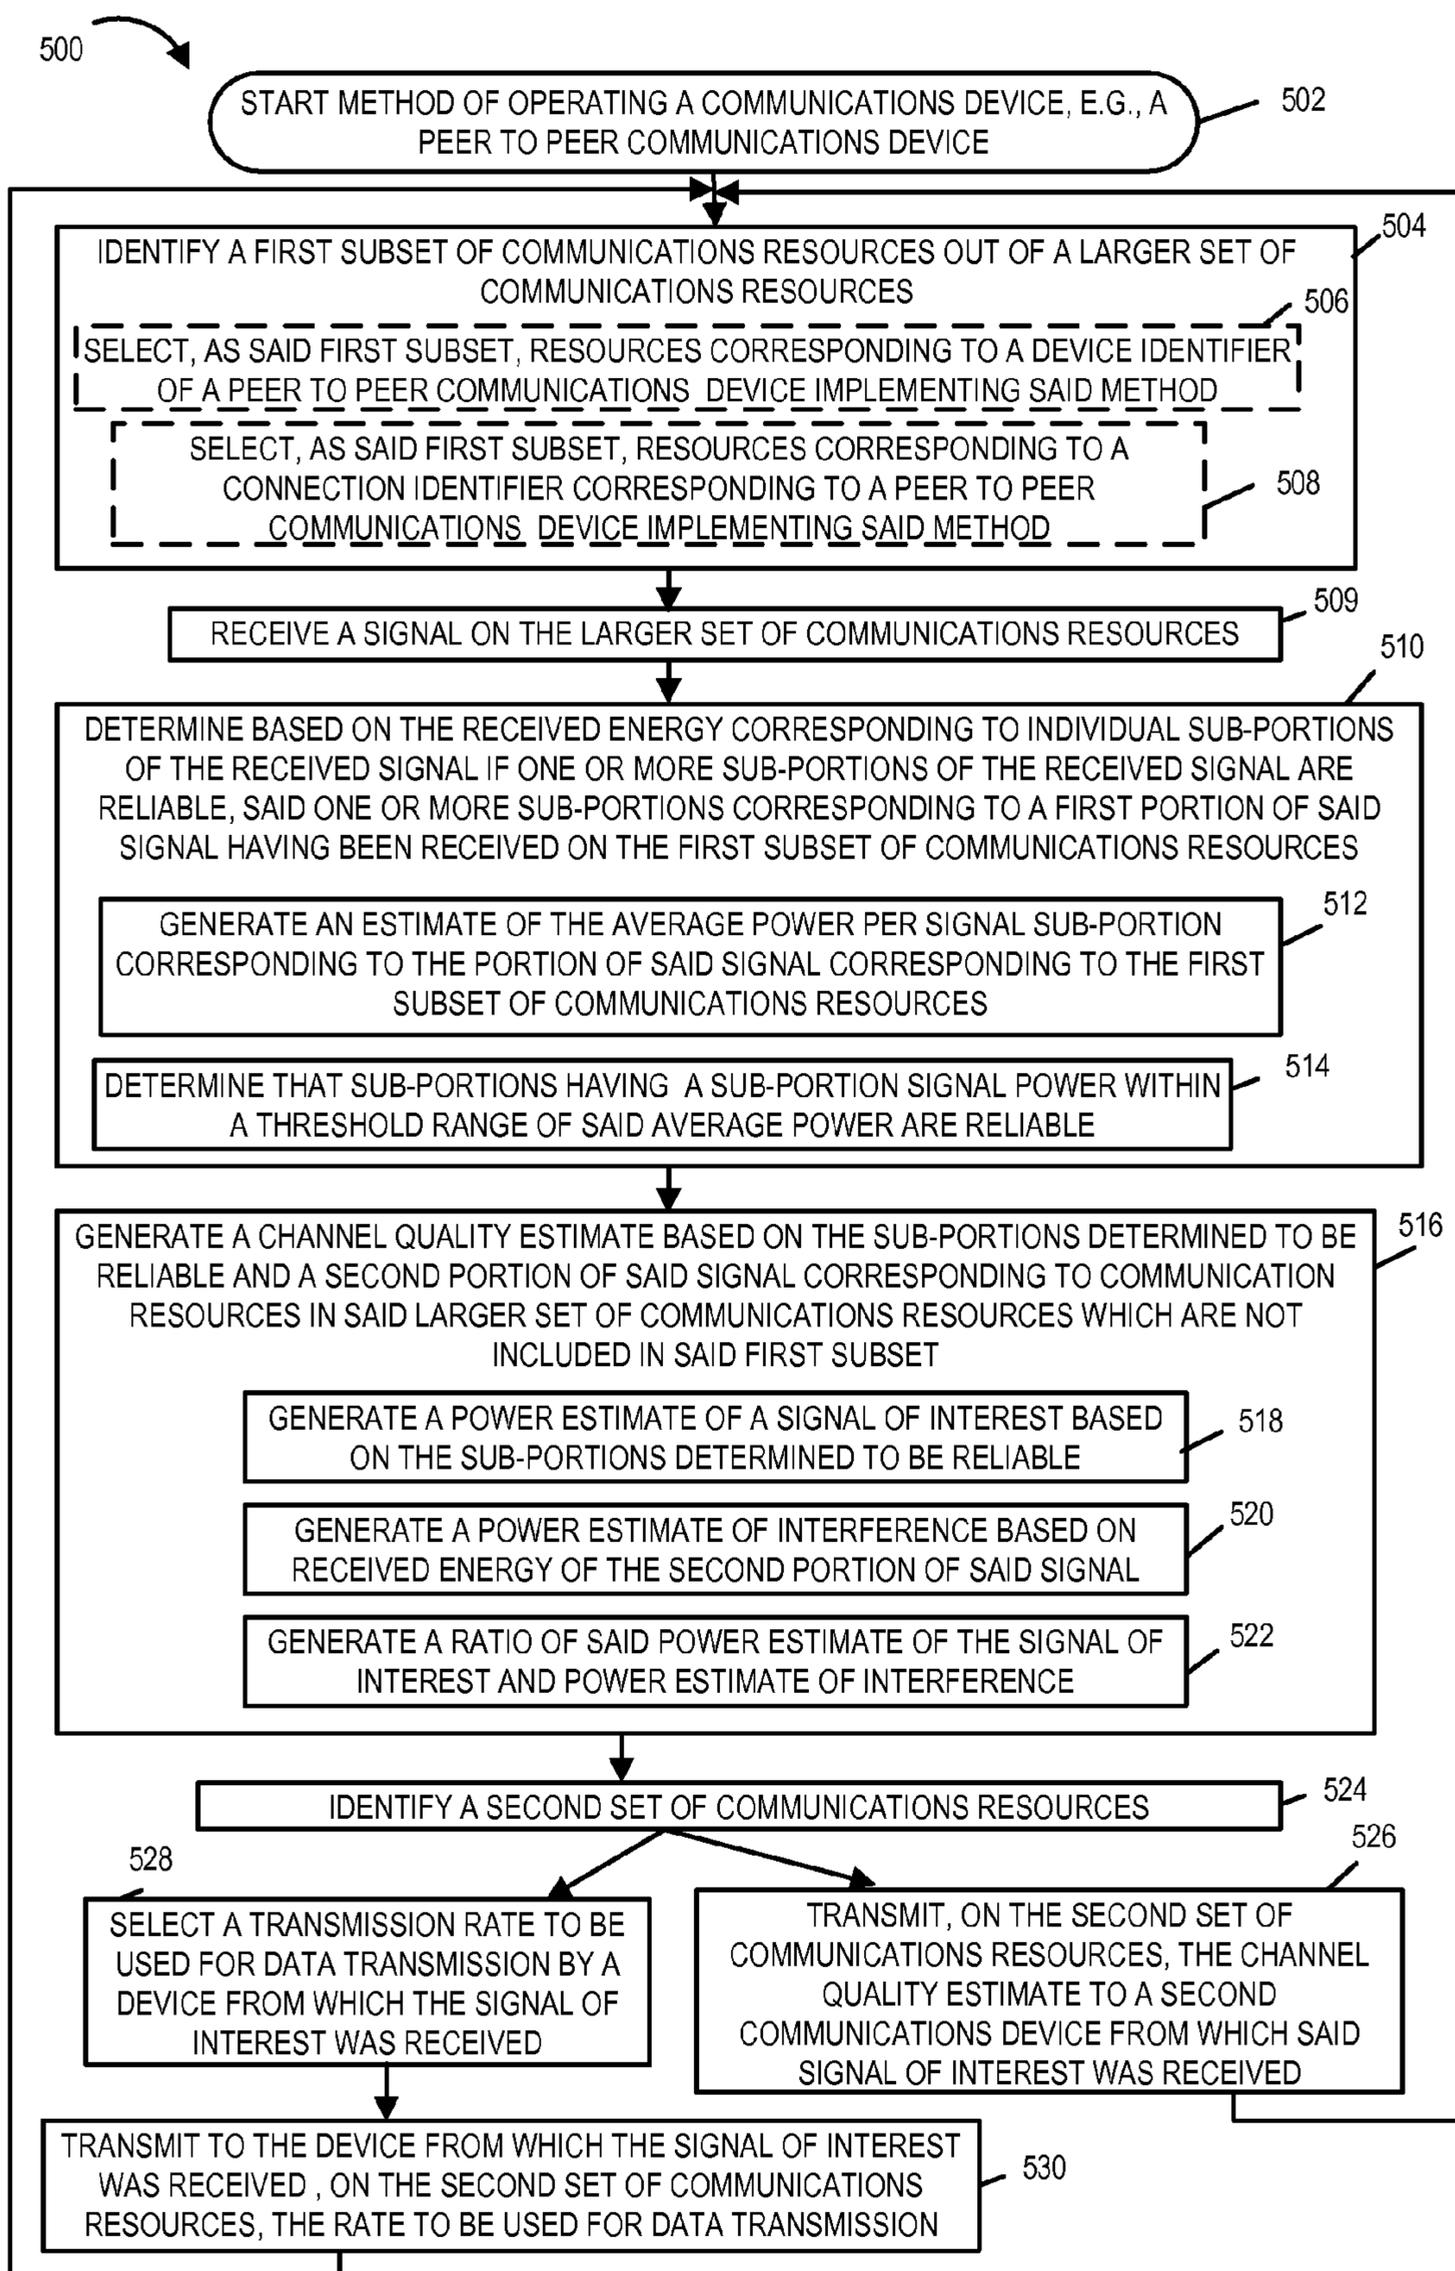 500
START METHOD OF OPERATING A COMMUNICATIONS DEVICE, E.G., A
PEER TO PEER COMMUNICATIONS DEVICE
502
504
IDENTIFY A FIRST SUBSET OF COMMUNICATIONS RESOURCES OUT OF A LARGER SET OF
COMMUNICATIONS RESOURCES
506
SELECT, AS SAID FIRST SUBSET, RESOURCES CORRESPONDING TO A DEVICE IDENTIFIER
OF A PEER TO PEER COMMUNICATIONS DEVICE IMPLEMENTING SAID METHOD
SELECT, AS SAID FIRST SUBSET, RESOURCES CORRESPONDING TO A
CONNECTION IDENTIFIER CORRESPONDING TO A PEER TO PEER
COMMUNICATIONS DEVICE IMPLEMENTING SAID METHOD
508
509
RECEIVE A SIGNAL ON THE LARGER SET OF COMMUNICATIONS RESOURCES
510
DETERMINE BASED ON THE RECEIVED ENERGY CORRESPONDING TO INDIVIDUAL SUB-PORTIONS
OF THE RECEIVED SIGNAL IF ONE OR MORE SUB-PORTIONS OF THE RECEIVED SIGNAL ARE
RELIABLE, SAID ONE OR MORE SUB-PORTIONS CORRESPONDING TO A FIRST PORTION OF SAID
SIGNAL HAVING BEEN RECEIVED ON THE FIRST SUBSET OF COMMUNICATIONS RESOURCES
512
GENERATE AN ESTIMATE OF THE AVERAGE POWER PER SIGNAL SUB-PORTION
CORRESPONDING TO THE PORTION OF SAID SIGNAL CORRESPONDING TO THE FIRST
SUBSET OF COMMUNICATIONS RESOURCES
514
DETERMINE THAT SUB-PORTIONS HAVING A SUB-PORTION SIGNAL POWER WITHIN
A THRESHOLD RANGE OF SAID AVERAGE POWER ARE RELIABLE
516
GENERATE A CHANNEL QUALITY ESTIMATE BASED ON THE SUB-PORTIONS DETERMINED TO BE
RELIABLE AND A SECOND PORTION OF SAID SIGNAL CORRESPONDING TO COMMUNICATION
RESOURCES IN SAID LARGER SET OF COMMUNICATIONS RESOURCES WHICH ARE NOT
INCLUDED IN SAID FIRST SUBSET
GENERATE A POWER ESTIMATE OF A SIGNAL OF INTEREST BASED
ON THE SUB-PORTIONS DETERMINED TO BE RELIABLE
518
GENERATE A POWER ESTIMATE OF INTERFERENCE BASED ON
RECEIVED ENERGY OF THE SECOND PORTION OF SAID SIGNAL
520
GENERATE A RATIO OF SAID POWER ESTIMATE OF THE SIGNAL OF
INTEREST AND POWER ESTIMATE OF INTERFERENCE
522
IDENTIFY A SECOND SET OF COMMUNICATIONS RESOURCES
524
528
SELECT A TRANSMISSION RATE TO BE
USED FOR DATA TRANSMISSION BY A
DEVICE FROM WHICH THE SIGNAL OF
INTEREST WAS RECEIVED
526
TRANSMIT, ON THE SECOND SET OF
COMMUNICATIONS RESOURCES, THE CHANNEL
QUALITY ESTIMATE TO A SECOND
COMMUNICATIONS DEVICE FROM WHICH SAID
SIGNAL OF INTEREST WAS RECEIVED
TRANSMIT TO THE DEVICE FROM WHICH THE SIGNAL OF INTEREST
WAS RECEIVED , ON THE SECOND SET OF COMMUNICATIONS
RESOURCES, THE RATE TO BE USED FOR DATA TRANSMISSION
530